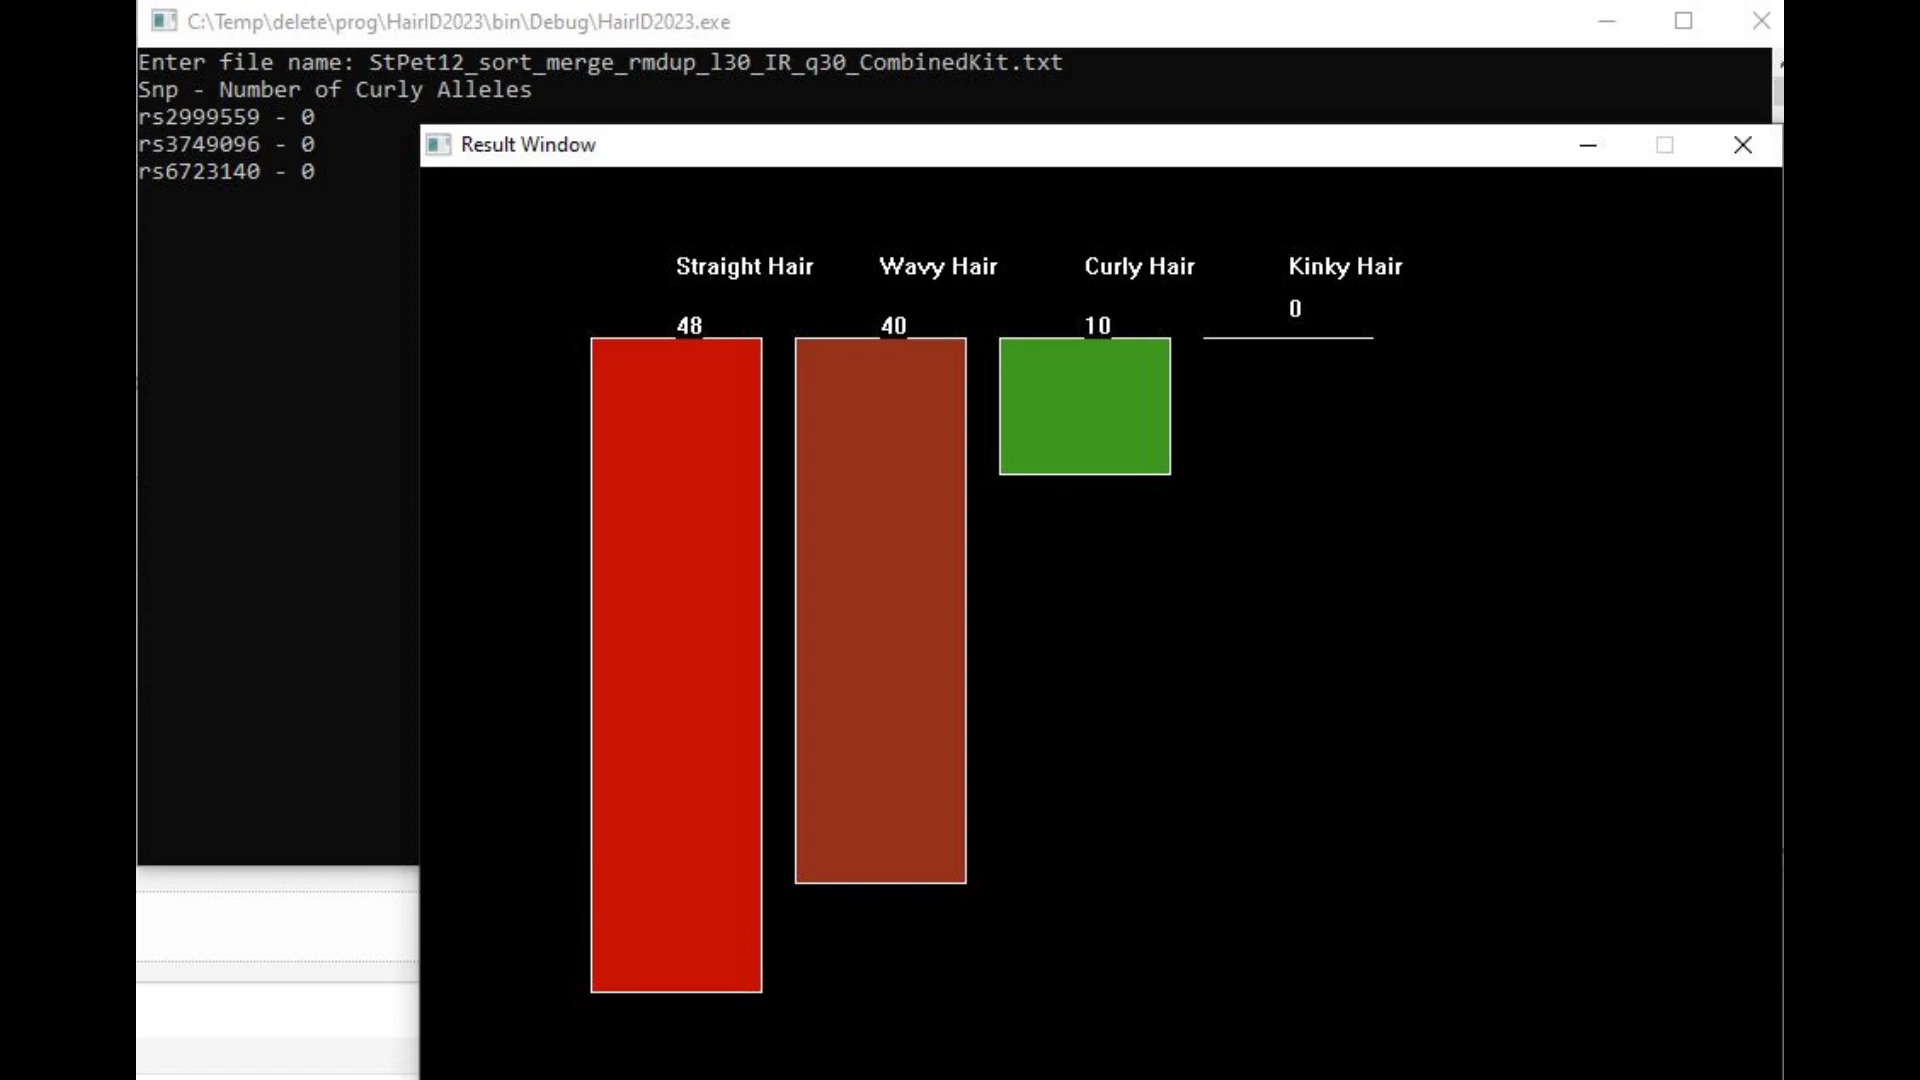 C:\Temp\delete\prog\HairID2023\bin\Debug\HairID2023.exe
Enter file name: StPet12_sort_merge_rmdup_l30_IR_q30_CombinedKit.txt
Snp - Number of Curly Alleles
rs2999559 - 0
rs3749096 - 0
rs6723140 - 0
Result Window
Straight Hair Wavy Hair Curly Hair Kinky Hair
48 40 10 0